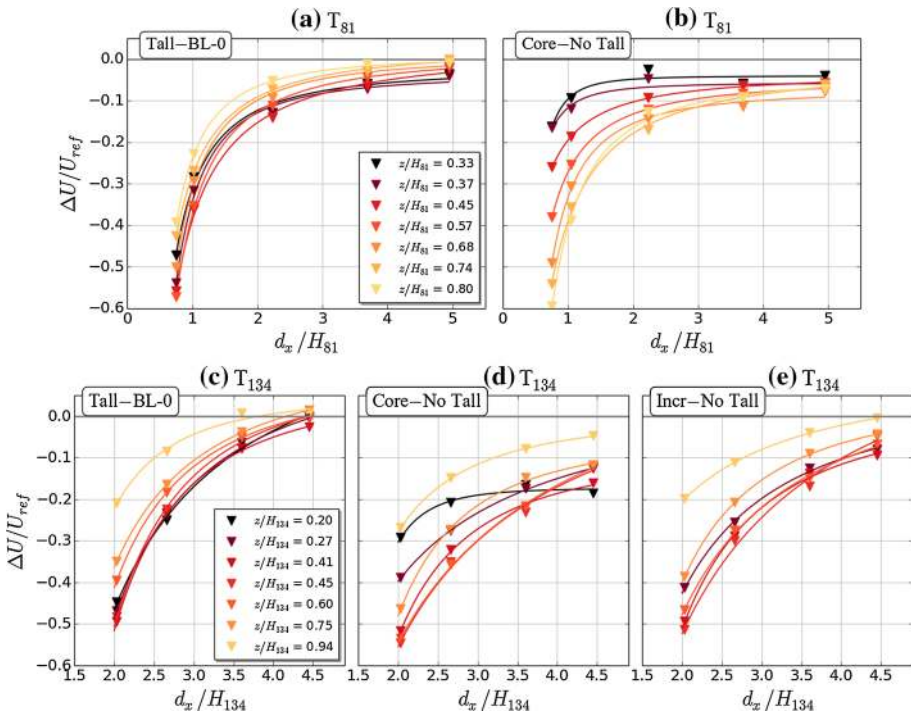 (a) T81
(b) T81
Tall−BL-0
Core−No Tall
0.0
−0.1
−0.2
−0.3
−0.4
−0.5
−0.6
ΔU/Uref
z/H81 = 0.33
z/H81 = 0.37
z/H81 = 0.45
z/H81 = 0.57
z/H81 = 0.68
z/H81 = 0.74
z/H81 = 0.80
0 1 2 3 4 5
0 1 2 3 4 5
dx/H81
dx/H81
(c) T134
(d) T134
(e) T134
Tall−BL-0
Core−No Tall
Incr−No Tall
0.0
−0.1
−0.2
−0.3
−0.4
−0.5
−0.6
ΔU/Uref
z/H134 = 0.20
z/H134 = 0.27
z/H134 = 0.41
z/H134 = 0.45
z/H134 = 0.60
z/H134 = 0.75
z/H134 = 0.94
2.0 2.5 3.0 3.5 4.0 4.5
2.0 2.5 3.0 3.5 4.0 4.5
2.0 2.5 3.0 3.5 4.0 4.5
dx/H134
dx/H134
dx/H134